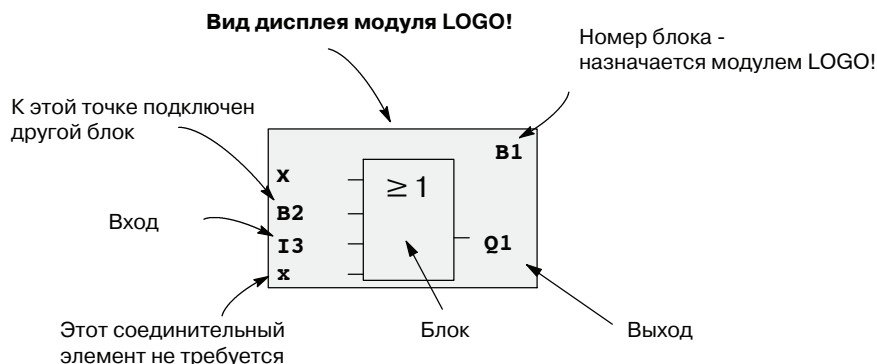 Вид дисплея модуля LOGO!
Номер блока -
назначается модулем LOGO!
К этой точке подключен
другой блок
B1
x
≥1
B2
Вход
I3
Q1
x
Этот соединительный
элемент не требуется
Блок
Выход